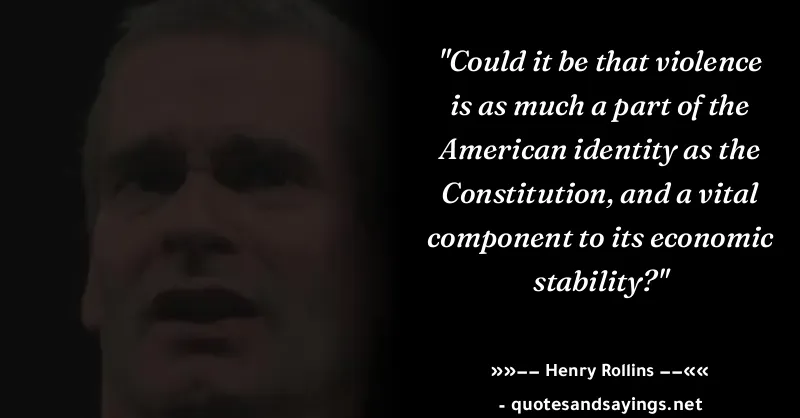 "Could it be that violence
is as much a part of the
American identity as the
Constitution, and a vital
component to its economic
stability?"
»»–– Henry Rollins ––««
- quotesandsayings.net